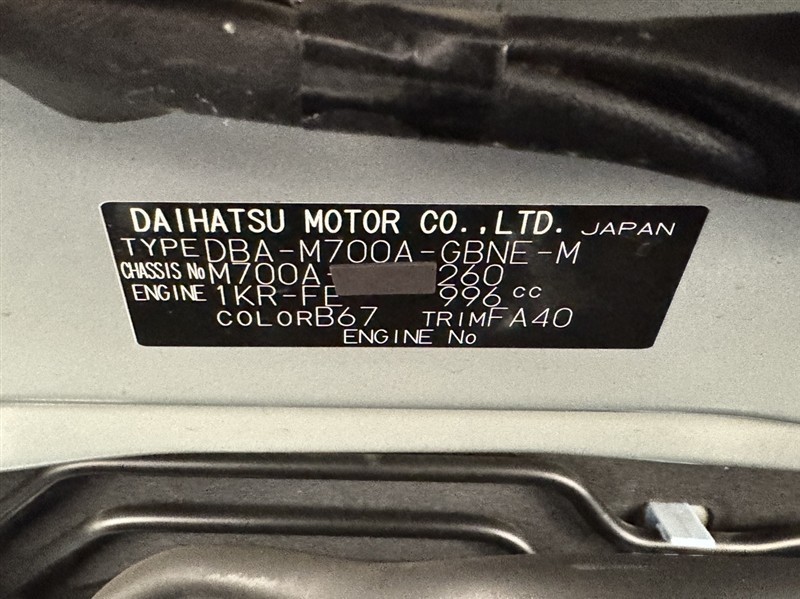 DAIHATSU MOTOR CO.,LTD. JAPAN
TYPE DBA-M700A-GBNE-M
CHASSIS No M700A- 260
ENGINE 1KR-FE 996 cc
COLOR B67 TRIM FA40
ENGINE No